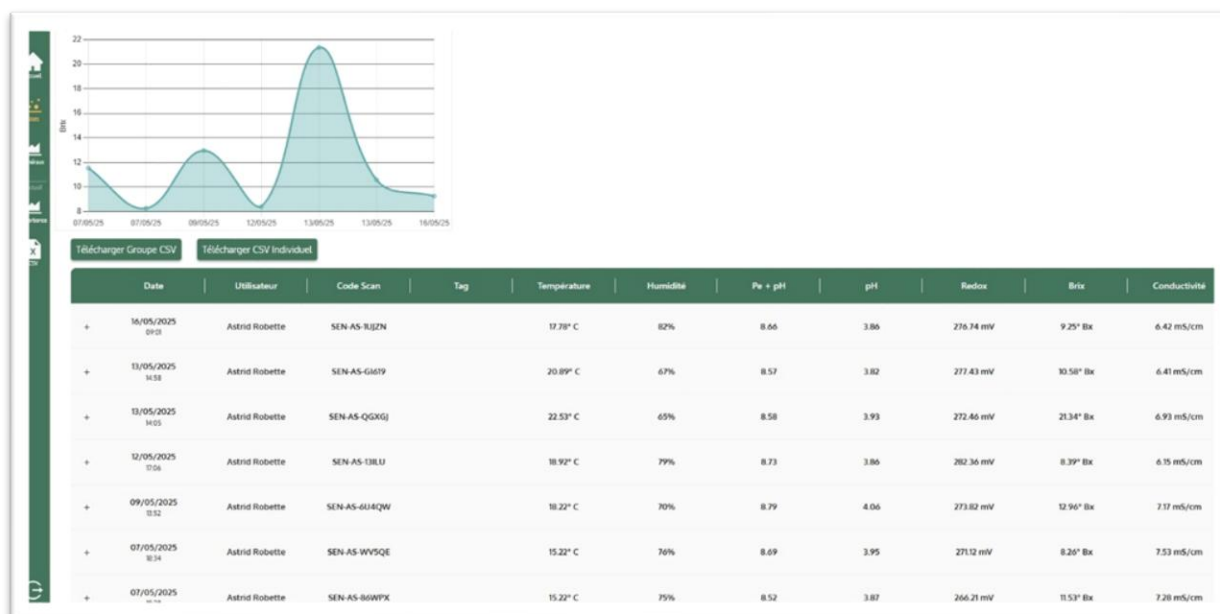 22
20
18
16
14
12
10
8
Brix
07/05/25 07/05/25 09/05/25 12/05/25 13/05/25 13/05/25 16/05/25
Télécharger Groupe CSV Télécharger CSV Individuel
Date Utilisateur Code Scan Tag Température Humidité Pe + pH pH Redox Brix Conductivité
+ 16/05/2025 Astrid Robette SEN-AS-1UJZN 17.78° C 82% 8.66 3.86 276.74 mV 9.25° Bx 6.42 mS/cm
09:01
+ 13/05/2025 Astrid Robette SEN-AS-GI619 20.89° C 67% 8.57 3.82 277.43 mV 10.58° Bx 6.41 mS/cm
14:58
+ 13/05/2025 Astrid Robette SEN-AS-QGXGJ 22.53° C 65% 8.58 3.93 272.46 mV 21.34° Bx 6.93 mS/cm
14:05
+ 12/05/2025 Astrid Robette SEN-AS-13ILU 18.92° C 79% 8.73 3.86 282.36 mV 8.39° Bx 6.15 mS/cm
17:06
+ 09/05/2025 Astrid Robette SEN-AS-6U4QW 18.22° C 70% 8.79 4.06 273.82 mV 12.96° Bx 7.17 mS/cm
+ 07/05/2025 Astrid Robette SEN-AS-WV5QE 15.22° C 76% 8.69 3.95 271.12 mV 8.26° Bx 7.53 mS/cm
+ 07/05/2025 Astrid Robette SEN-AS-86WPX 15.22° C 75% 8.52 3.87 266.21 mV 11.53° Bx 7.28 mS/cm